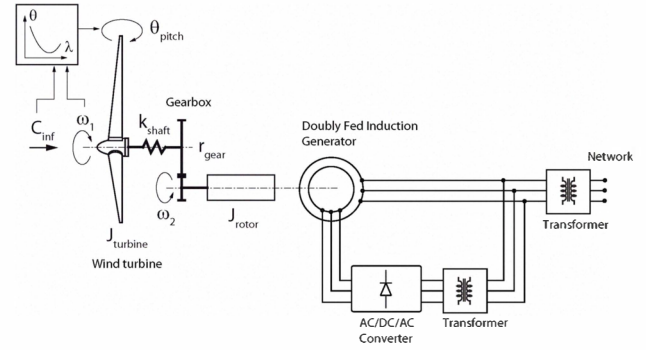 θ
θpitch
λ
Gearbox
Cinf
ω1
kshaft
rgear
Doubly Fed Induction
Generator
Network
ω2
Jrotor
Transformer
Jturbine
Wind turbine
AC/DC/AC
Converter
Transformer